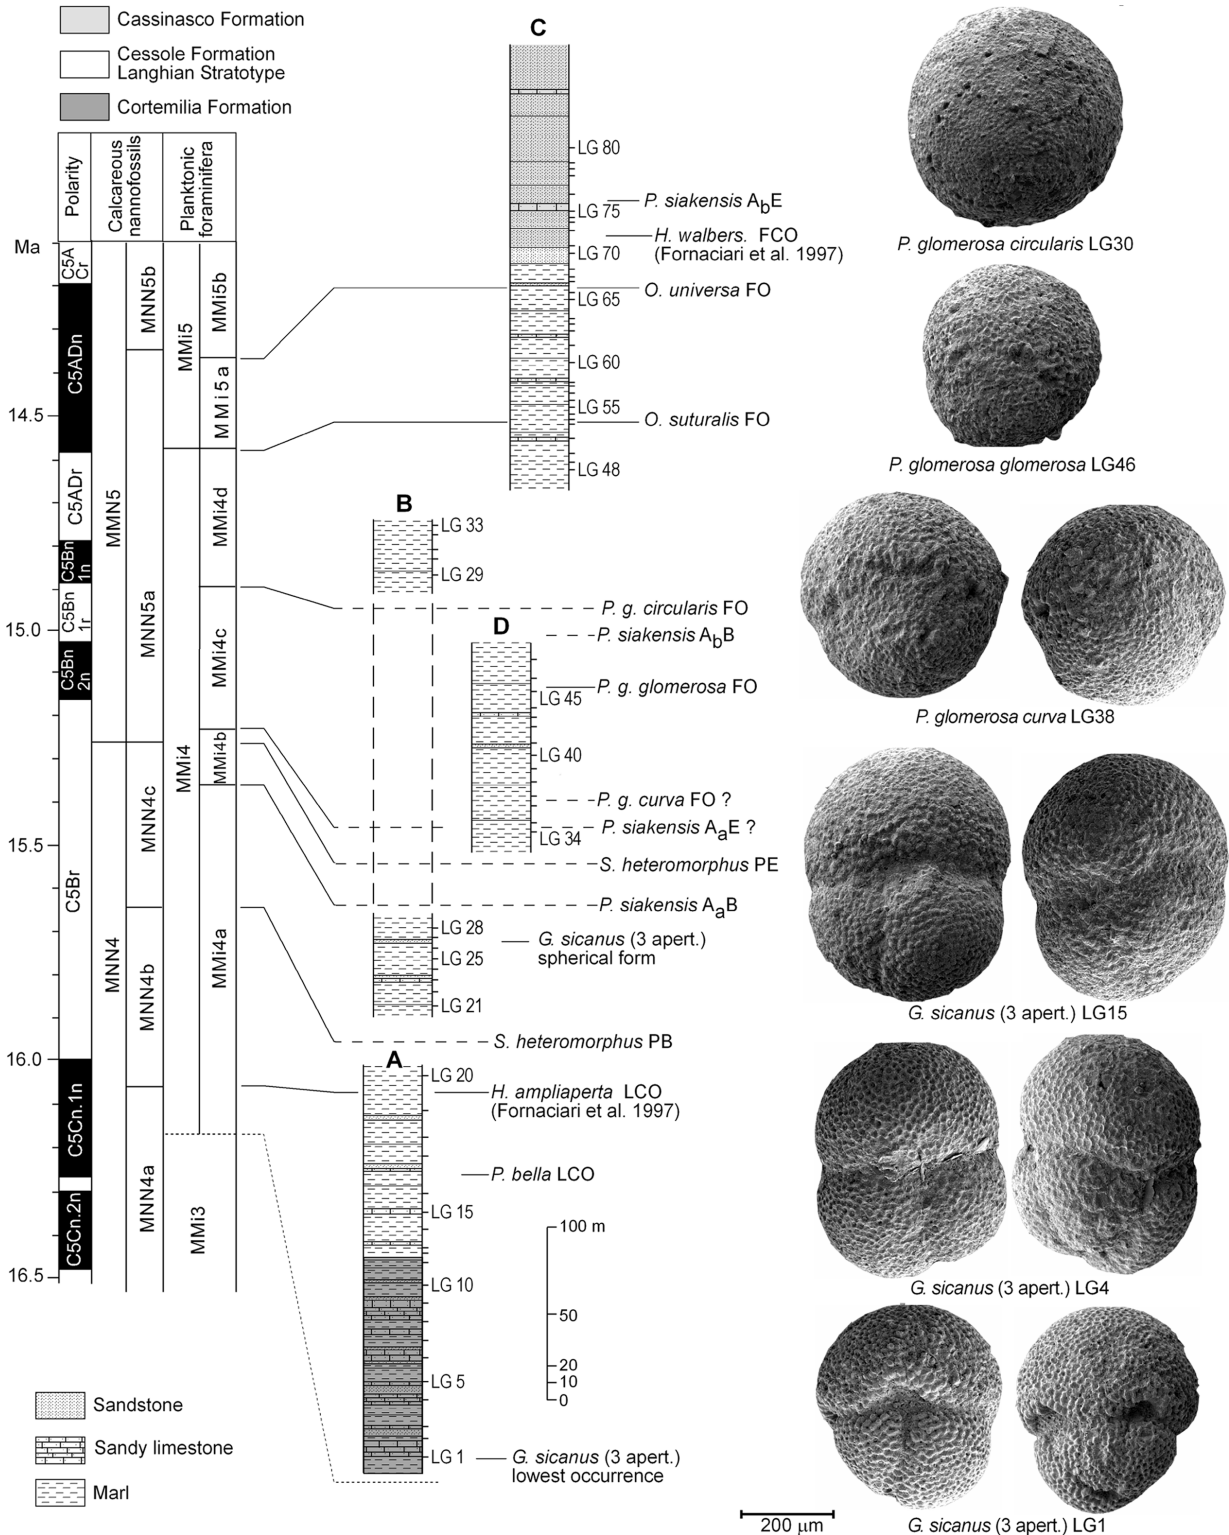 Cassinasco Formation
Cessole Formation
Langhian Stratotype
Cortemilia Formation
Polarity
Calcareous
nannofossils
Planktonic
foraminifera
Ma
14.5
15.0
15.5
16.0
16.5
C5A
Cr
C5ADn
C5ADr
C5Bn
1n
C5Bn
1r
C5Bn
2n
C5Br
C5Cn.1n
C5Cn.2n
MMN5
MNN4
MNN5b
MNN5a
MNN4c
MNN4b
MNN4a
MMi5
MMi4
MMi3
MMi5b
MMi5a
MMi4d
MMi4c
MMi4b
MMi4a
C
LG 80
LG 75
LG 70
LG 65
LG 60
LG 55
LG 48
P. siakensis AbE
H. walbers. FCO
(Fornaciari et al. 1997)
O. universa FO
O. suturalis FO
B
LG 33
LG 29
P. g. circularis FO
P. siakensis AbB
D
LG 45
LG 40
LG 34
P. g. glomerosa FO
P. g. curva FO ?
P. siakensis AaE ?
S. heteromorphus PE
P. siakensis AaB
LG 28
LG 25
LG 21
G. sicanus (3 apert.)
spherical form
S. heteromorphus PB
A
LG 20
LG 15
LG 10
LG 5
LG 1
H. ampliaperta LCO
(Fornaciari et al. 1997)
P. bella LCO
100 m
50
20
10
0
G. sicanus (3 apert.)
lowest occurrence
Sandstone
Sandy limestone
Marl
P. glomerosa circularis LG30
P. glomerosa glomerosa LG46
P. glomerosa curva LG38
G. sicanus (3 apert.) LG15
G. sicanus (3 apert.) LG4
G. sicanus (3 apert.) LG1
200 µm